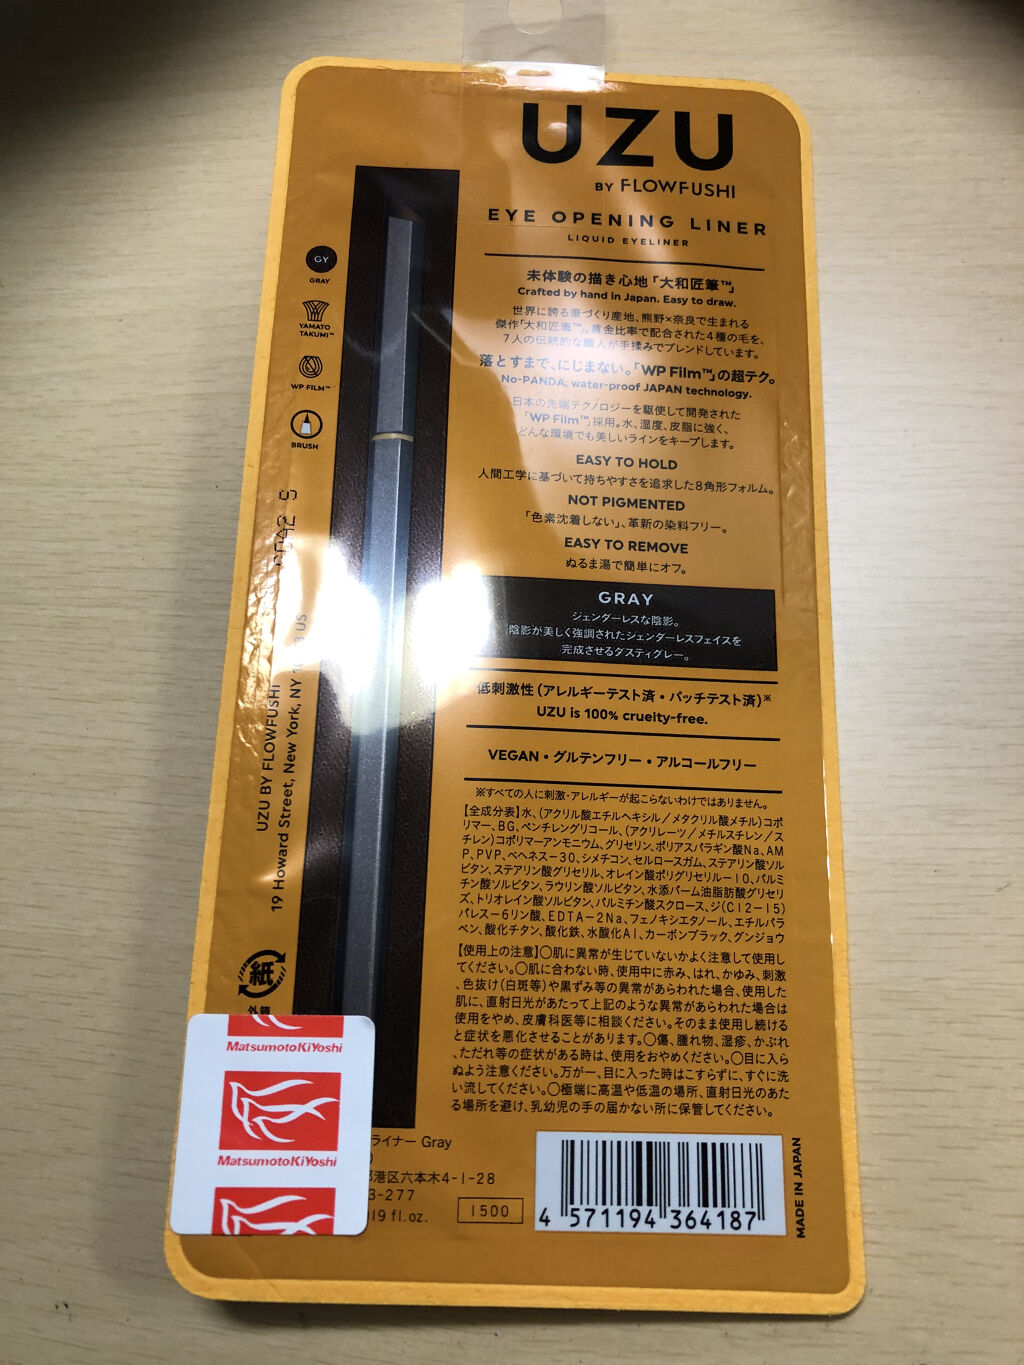 UZU
BY FLOWFUSHI
EYE OPENING LINER
LIQUID EYELINER
GY
GRAY
YAMATO
TAKUMI™
WP FILM™
BRUSH
未体験の描き心地「大和匠筆™」
Crafted by hand in Japan. Easy to draw.
世界に誇る筆づくり産地、熊野×奈良で生まれる
傑作「大和匠筆™」。黄金比率で配合された4種の毛を、
7人の伝統的な職人が手揉みでブレンドしています。
落とすまで、にじまない。「WP Film™」の超テク。
No-PANDA, water-proof JAPAN technology.
日本の先端テクノロジーを駆使して開発された
「WP Film™」採用。水、湿度、皮脂に強く、
どんな環境でも美しいラインをキープします。
EASY TO HOLD
人間工学に基づいて持ちやすさを追求した8角形フォルム。
NOT PIGMENTED
「色素沈着しない」、革新の染料フリー。
EASY TO REMOVE
ぬるま湯で簡単にオフ。
GRAY
ジェンダーレスな陰影。
陰影が美しく強調されたジェンダーレスフェイスを
完成させるダスティグレー。
低刺激性（アレルギーテスト済・パッチテスト済）※
UZU is 100% cruelty-free.
VEGAN・グルテンフリー・アルコールフリー
※すべての人に刺激・アレルギーが起こらないわけではありません。
【全成分表】水、（アクリル酸エチルヘキシル／メタクリル酸メチル）コポ
リマー、BG、ペンチレングリコール、（アクリレーツ／メチルスチレン／ス
チレン）コポリマーアンモニウム、グリセリン、ポリアスパラギン酸Na、AM
P、PVP、ベヘネス－30、シメチコン、セルロースガム、ステアリン酸ソル
ビタン、ステアリン酸グリセリル、オレイン酸ポリグリセリル－10、パルミ
チン酸ソルビタン、ラウリン酸ソルビタン、水添パーム油脂肪酸グリセリ
ズ、トリオレイン酸ソルビタン、パルミチン酸スクロース、ジ（C12－15）
パレス－6リン酸、EDTA－2Na、フェノキシエタノール、エチルパラ
ベン、酸化チタン、酸化鉄、水酸化Al、カーボンブラック、グンジョウ
【使用上の注意】〇肌に異常が生じていないかよく注意して使用し
てください。〇肌に合わない時、使用中に赤み、はれ、かゆみ、刺激
、色抜け（白斑等）や黒ずみ等の異常があらわれた場合、使用した
肌に、直射日光があたって上記のような異常があらわれた場合は
使用をやめ、皮膚科医等に相談ください。そのまま使用し続ける
と症状を悪化させることがあります。〇傷、腫れ物、湿疹、かぶれ
、ただれ等の症状がある時は、使用をおやめください。〇目に入ら
ぬよう注意ください。万が一、目に入った時はこすらずに、すぐに洗
い流してください。〇極端に高温や低温の場所、直射日光のあた
る場所を避け、乳幼児の手の届かない所に保管してください。
UZU BY FLOWFUSHI
19 Howard Street, New York, NY
US
紙
MatsumotoKiYoshi
MatsumotoKiYoshi
ライナー Gray
港区六本木4-1-28
3-277
19 fl.oz.
1500
4 571194 364187
MADE IN JAPAN